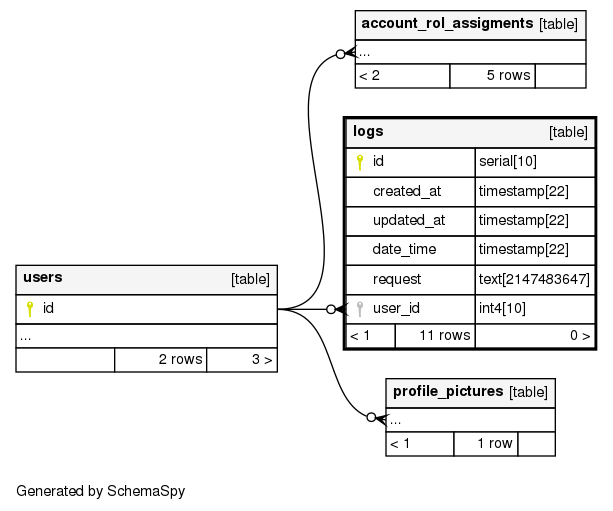 account_rol_assigments [table]
...
< 2 5 rows
logs [table]
id serial[10]
created_at timestamp[22]
updated_at timestamp[22]
date_time timestamp[22]
request text[2147483647]
user_id int4[10]
< 1 11 rows 0 >
users [table]
id
...
2 rows 3 >
profile_pictures [table]
...
< 1 1 row
Generated by SchemaSpy